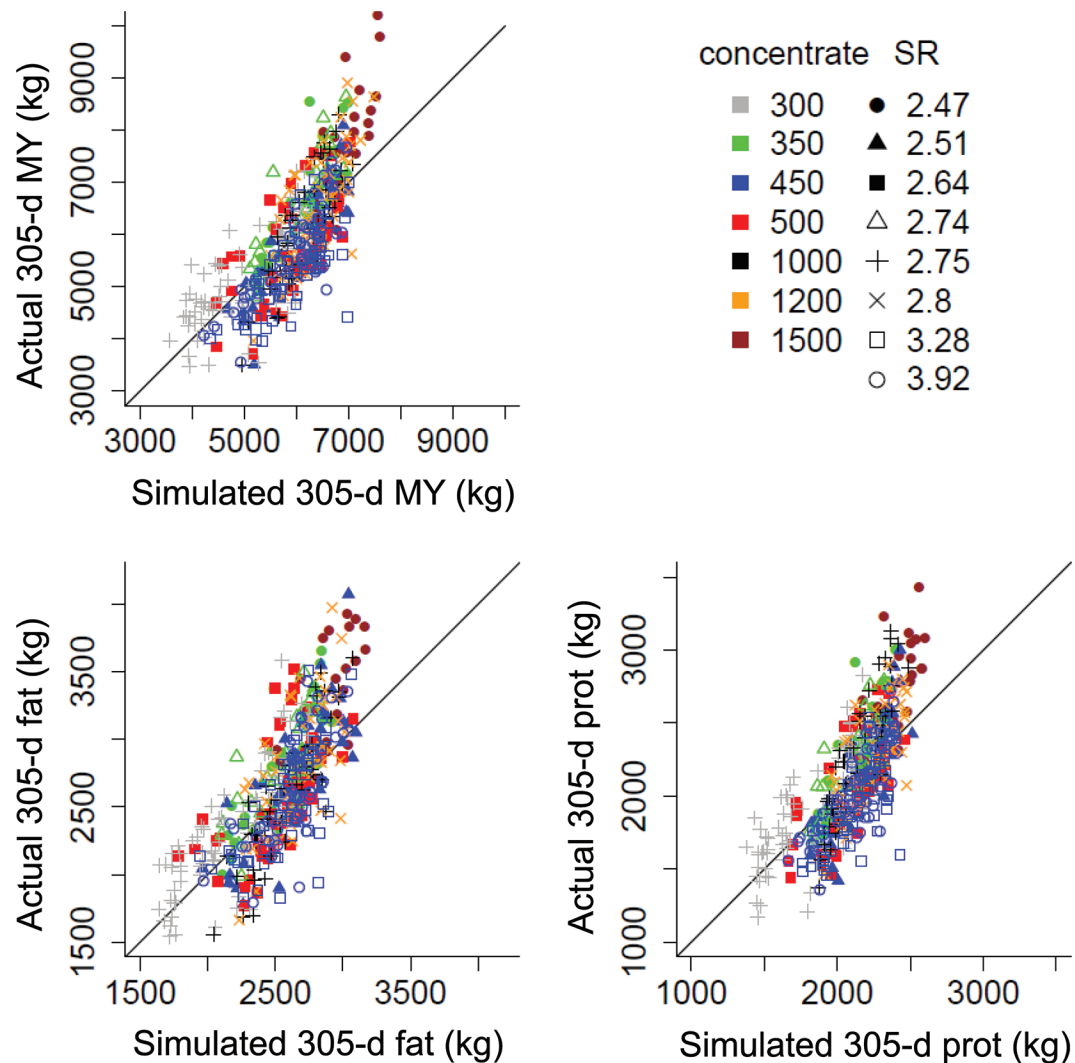 Actual 305-d MY (kg)
9000
7000
5000
3000
3000 5000 7000 9000
Simulated 305-d MY (kg)
concentrate SR
300 2.47
350 2.51
450 2.64
500 2.74
1000 2.75
1200 2.8
1500 3.28
3.92
Actual 305-d fat (kg)
3500
2500
1500
1500 2500 3500
Simulated 305-d fat (kg)
Actual 305-d prot (kg)
3000
2000
1000
1000 2000 3000
Simulated 305-d prot (kg)